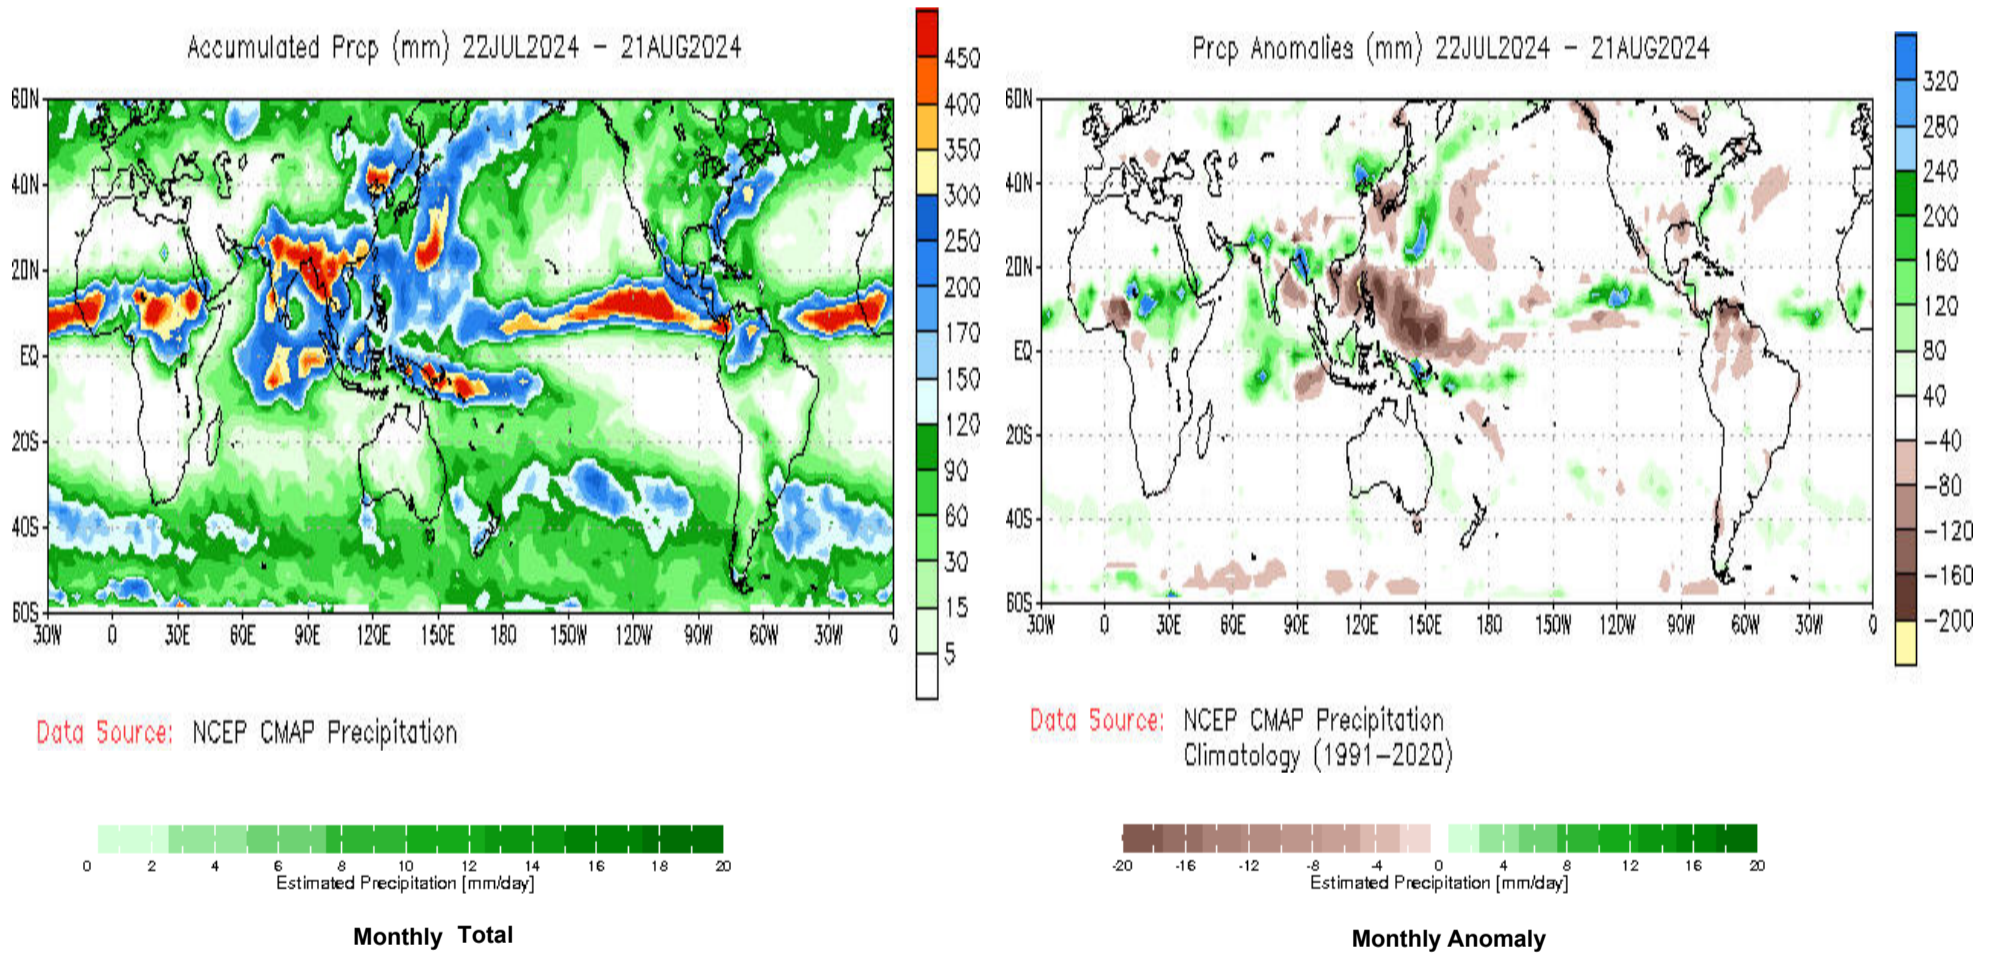 Accumulated Prcp (mm) 22JUL2024 – 21AUG2024
60N
40N
20N
EQ
20S
40S
60S
30W 0 30E 60E 90E 120E 150E 180 150W 120W 90W 60W 30W 0
450
400
350
300
250
200
170
150
120
90
60
30
15
5
Data Source: NCEP CMAP Precipitation
0 2 4 6 8 10 12 14 16 18 20
Estimated Precipitation [mm/day]
Monthly Total
Prcp Anomalies (mm) 22JUL2024 – 21AUG2024
60N
40N
20N
EQ
20S
40S
60S
30W 0 30E 60E 90E 120E 150E 180 150W 120W 90W 60W 30W 0
320
280
240
200
160
120
80
40
−40
−80
−120
−160
−200
Data Source: NCEP CMAP Precipitation
Climatology (1991–2020)
-20 -16 -12 -8 -4 0 4 8 12 16 20
Estimated Precipitation [mm/day]
Monthly Anomaly